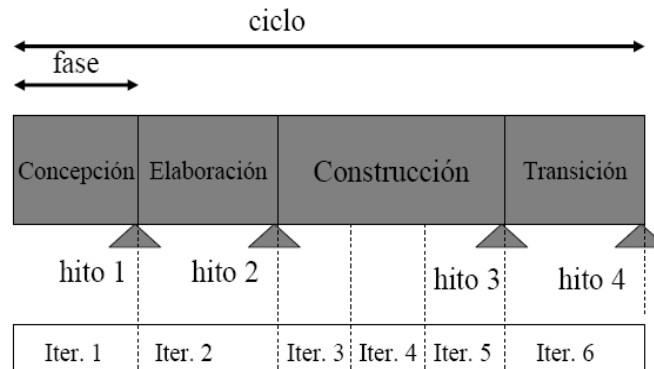 ciclo
fase
Concepción Elaboración Construcción Transición
hito 1 hito 2 hito 3 hito 4
Iter. 1 Iter. 2 Iter. 3 Iter. 4 Iter. 5 Iter. 6